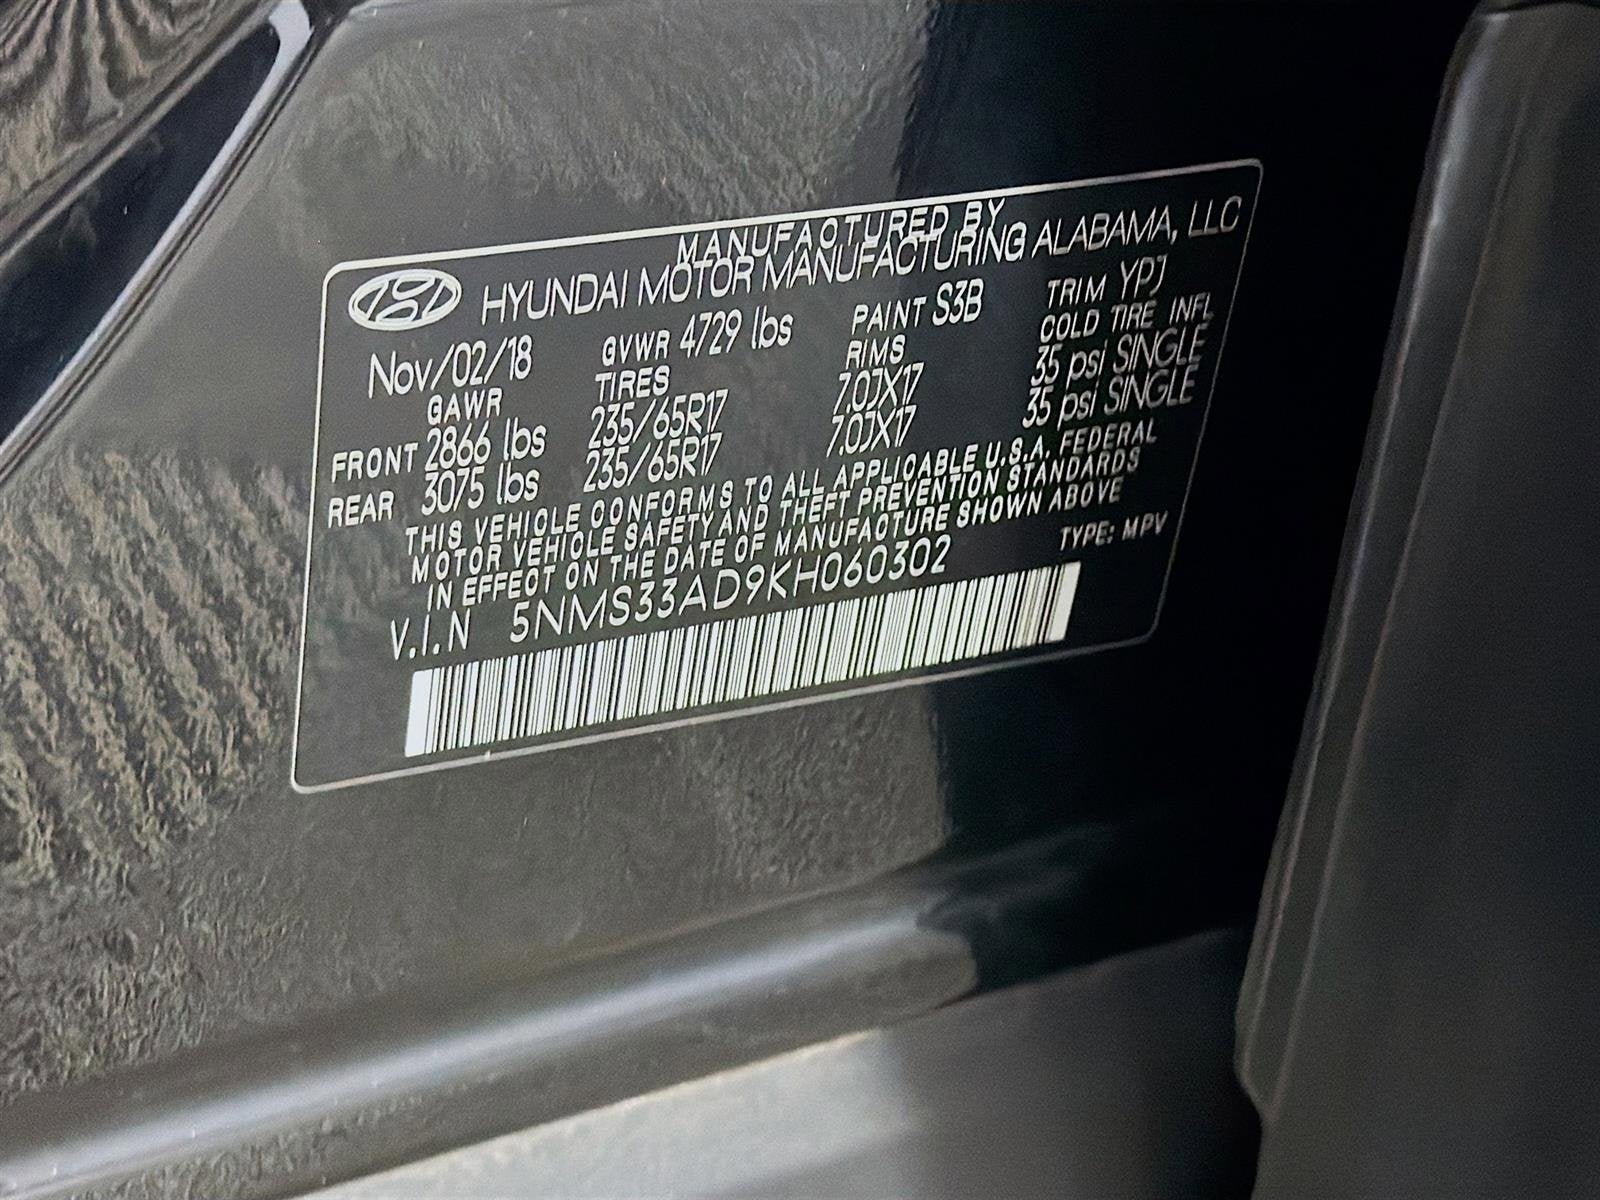 MANUFACTURED BY
HYUNDAI MOTOR MANUFACTURING ALABAMA, LLC
Nov/02/18 GVWR 4729 lbs PAINT S3B TRIM YPJ
GAWR TIRES RIMS COLD TIRE INFL
FRONT 2866 lbs 235/65R17 7.0JX17 35 psi SINGLE
REAR 3075 lbs 235/65R17 7.0JX17 35 psi SINGLE
THIS VEHICLE CONFORMS TO ALL APPLICABLE U.S.A. FEDERAL
MOTOR VEHICLE SAFETY AND THEFT PREVENTION STANDARDS
IN EFFECT ON THE DATE OF MANUFACTURE SHOWN ABOVE
V.I.N 5NMS33AD9KH060302 TYPE: MPV